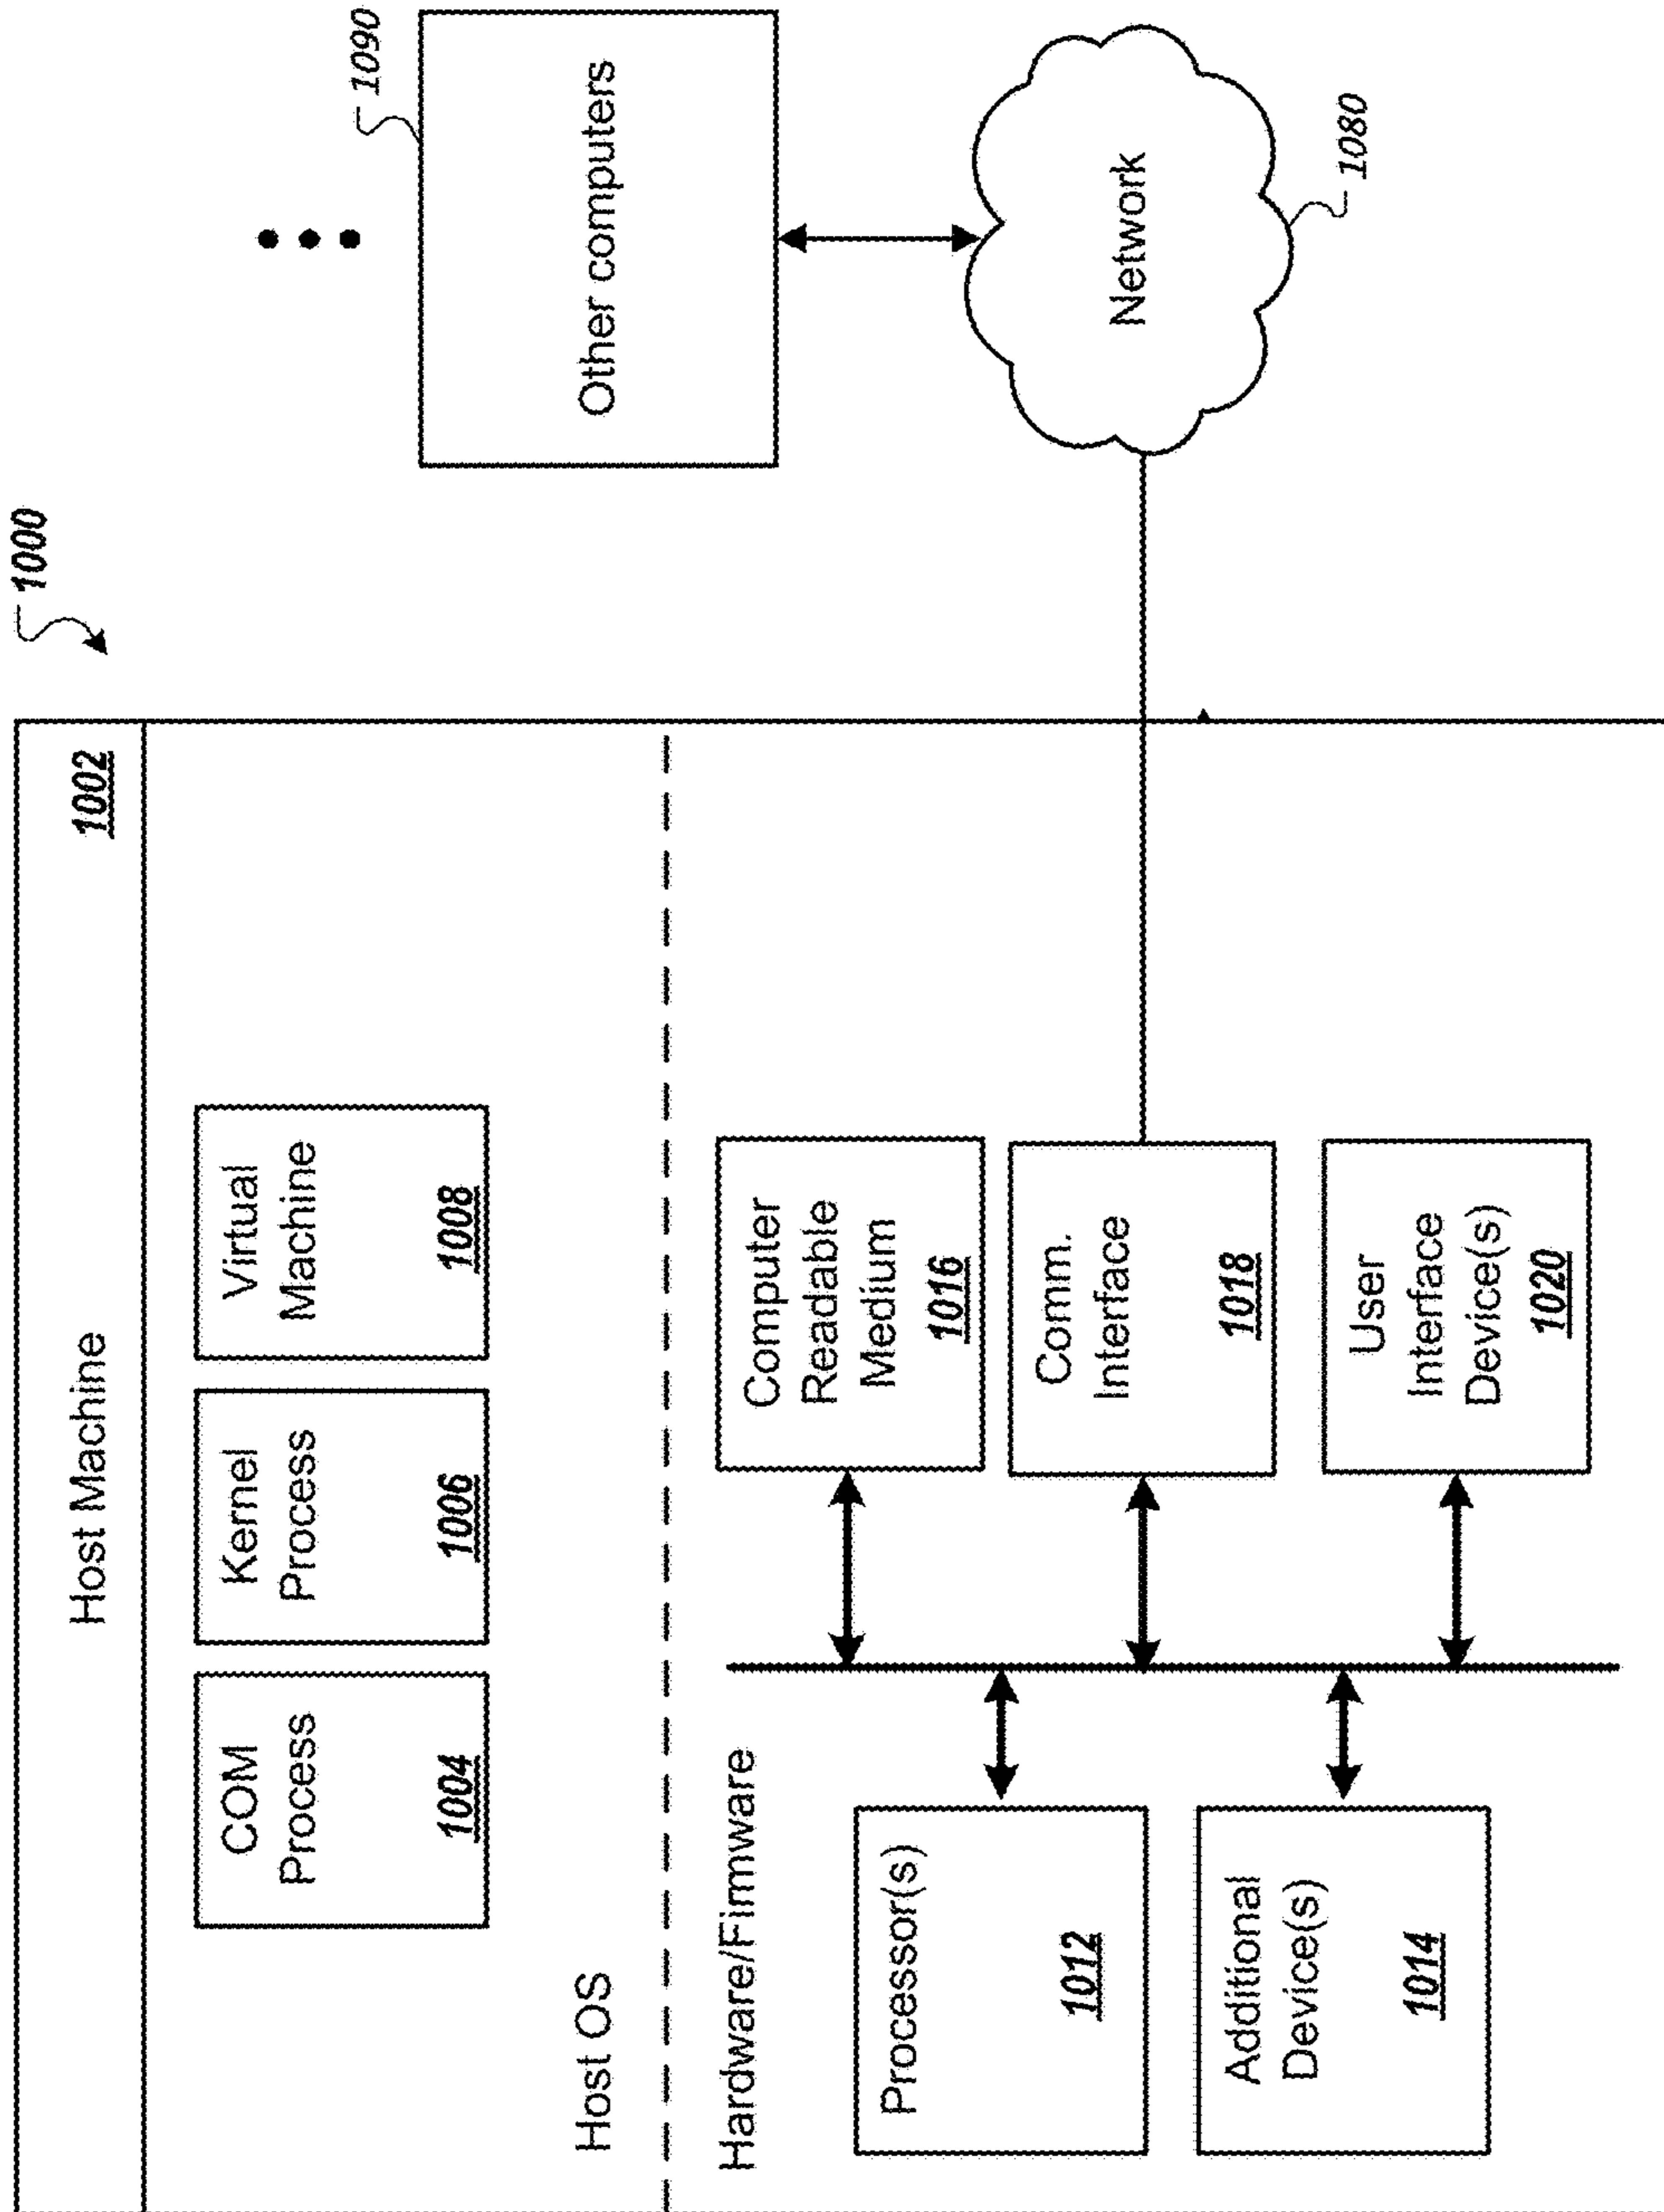 1000
Host Machine
1002
COM
Process
1004
Kernel
Process
1006
Virtual
Machine
1008
Host OS
Hardware/Firmware
Processor(s)
1012
Additional
Device(s)
1014
Computer
Readable
Medium
1016
Comm.
Interface
1018
User
Interface
Device(s)
1020
1090
Other computers
Network
1080